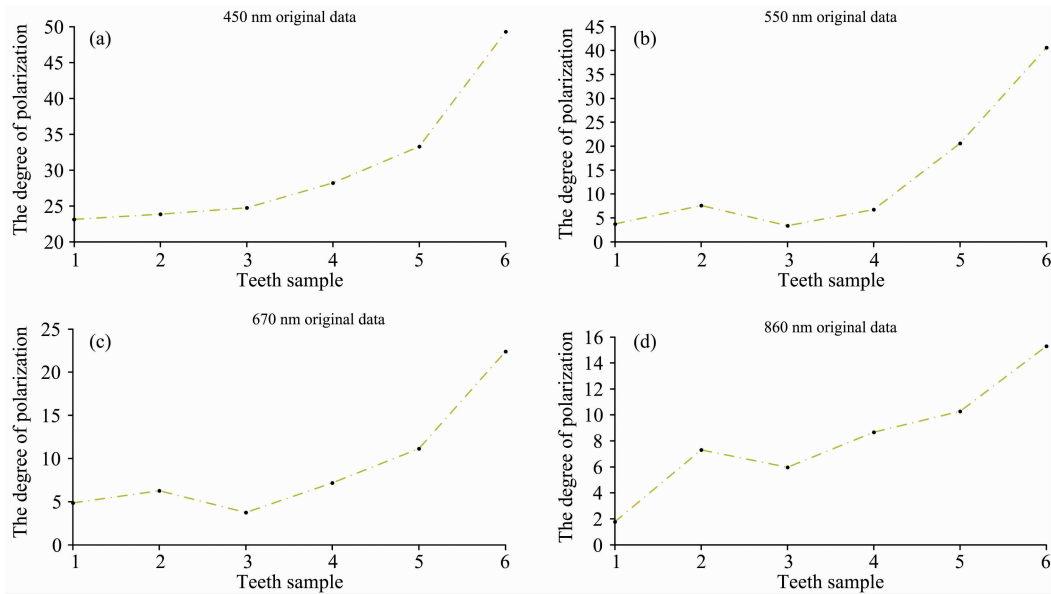 450 nm original data
(a)
The degree of polarization
50
45
40
35
30
25
20
1 2 3 4 5 6
Teeth sample
550 nm original data
(b)
The degree of polarization
45
40
35
30
25
20
15
10
5
0
1 2 3 4 5 6
Teeth sample
670 nm original data
(c)
The degree of polarization
25
20
15
10
5
0
1 2 3 4 5 6
Teeth sample
860 nm original data
(d)
The degree of polarization
16
14
12
10
8
6
4
2
0
1 2 3 4 5 6
Teeth sample